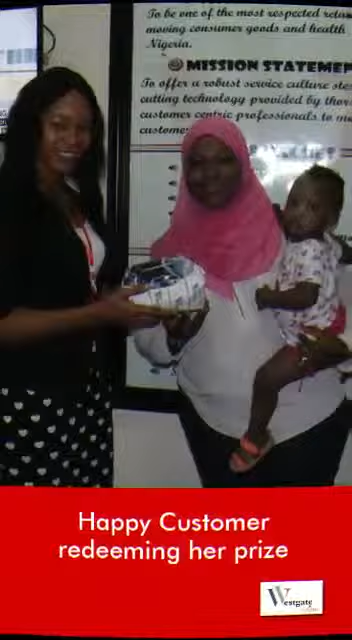 To be one of the most respected
moving consumer goods and health
Nigeria.
MISSION STATEMEN
To offer a robust service culture
cutting technology provided by
customer centric professionals to
custome
Happy Customer
redeeming her prize
Westgate